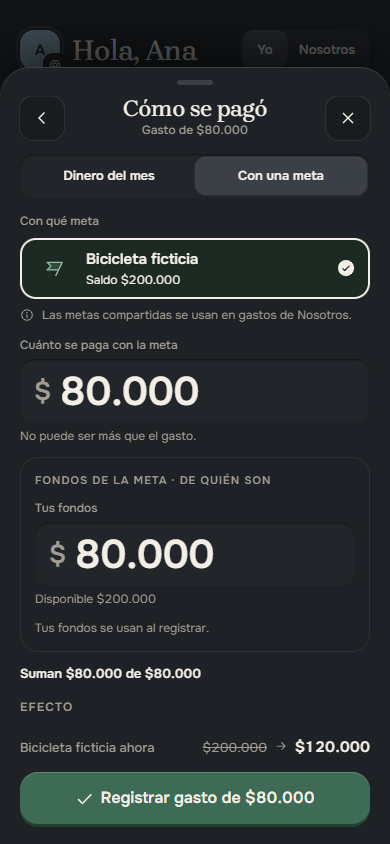 A
Hola, Ana
Yo
Nosotros
Cómo se pagó
Gasto de $80.000
Dinero del mes
Con una meta
Con qué meta
Bicicleta ficticia
Saldo $200.000
Las metas compartidas se usan en gastos de Nosotros.
Cuánto se paga con la meta
$ 80.000
No puede ser más que el gasto.
FONDOS DE LA META · DE QUIÉN SON
Tus fondos
$ 80.000
Disponible $200.000
Tus fondos se usan al registrar.
Suman $80.000 de $80.000
EFECTO
Bicicleta ficticia ahora $200.000 → $120.000
Registrar gasto de $80.000